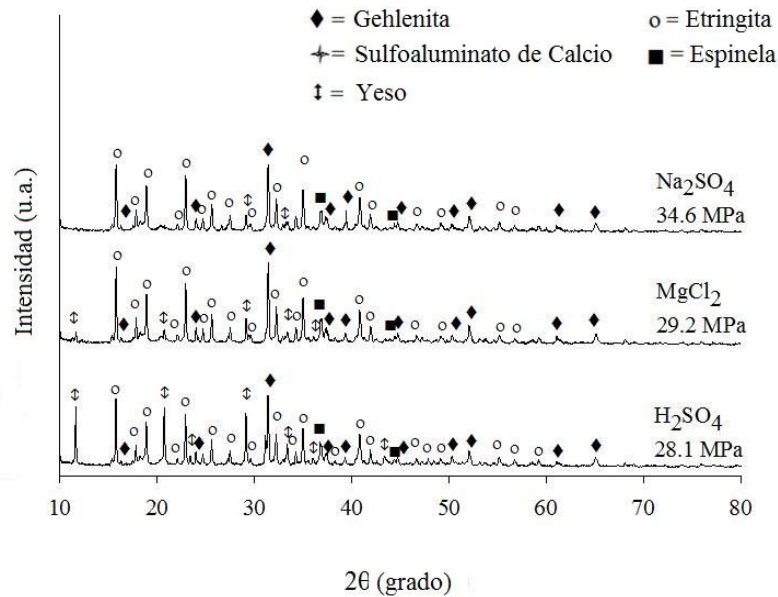 ♦ = Gehlenita ○ = Etringita
✦ = Sulfoaluminato de Calcio ■ = Espinela
↕ = Yeso
Intensidad (u.a.)
Na2SO4
34.6 MPa
MgCl2
29.2 MPa
H2SO4
28.1 MPa
10 20 30 40 50 60 70 80
2θ (grado)